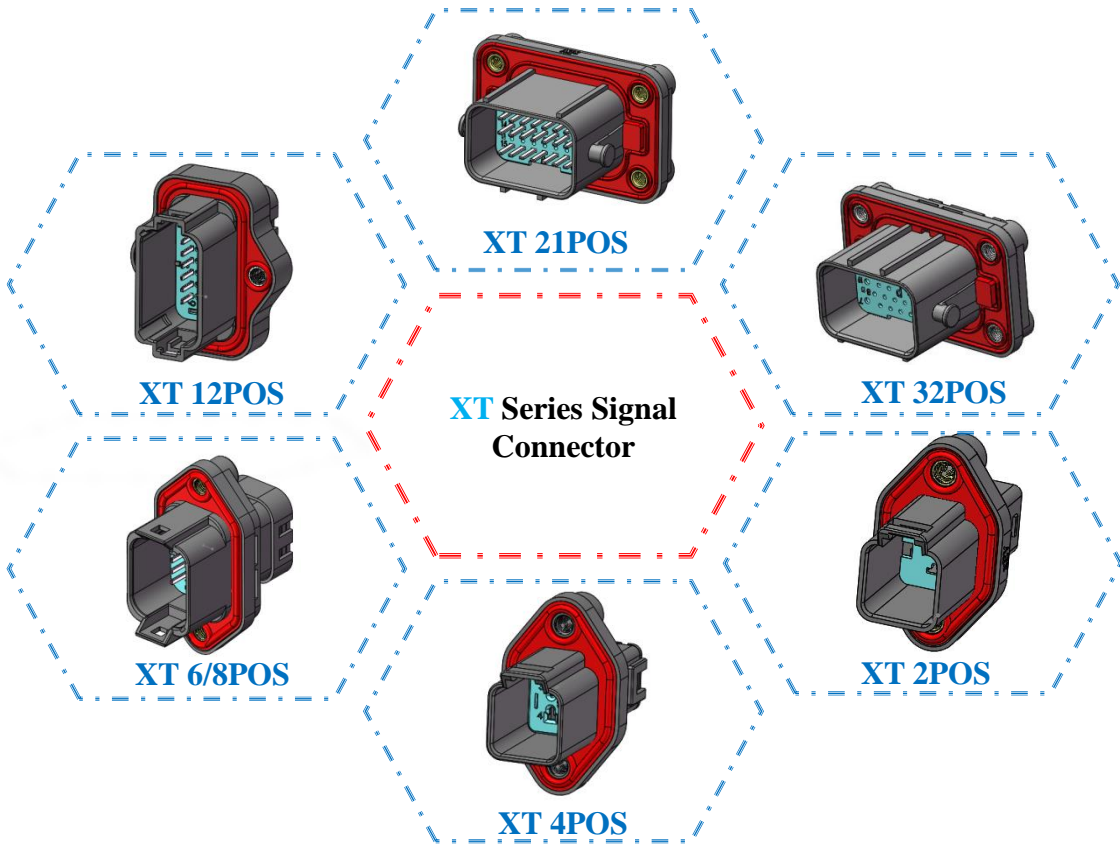 XT 21POS
XT 12POS
XT 32POS
XT Series Signal
Connector
XT 6/8POS
XT 2POS
XT 4POS